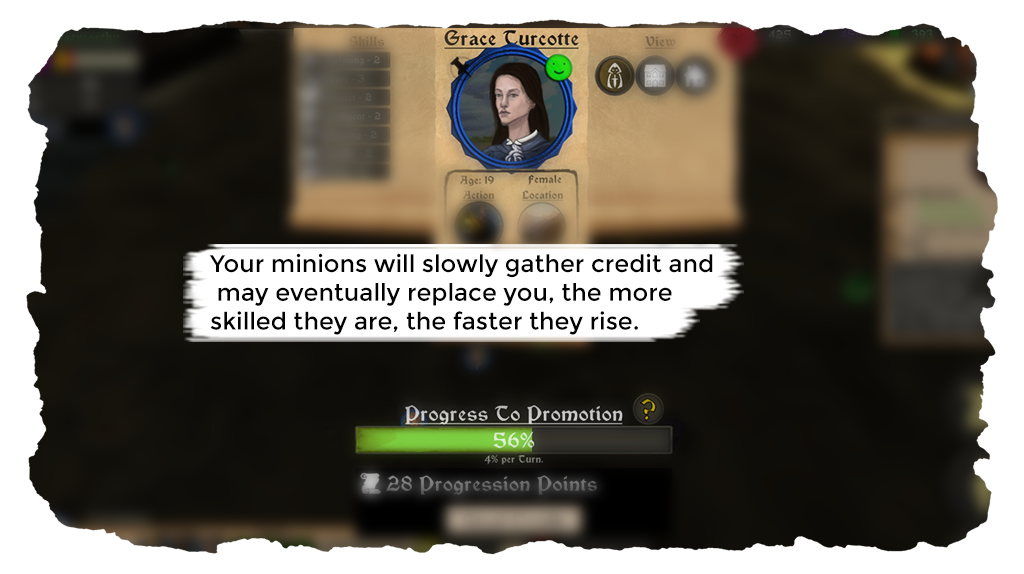 Grace Turcotte
Skills
View
Age: 19
Female
Action
Location
Your minions will slowly gather credit and
may eventually replace you, the more
skilled they are, the faster they rise.
Progress To Promotion
?
56%
4% per Turn.
28 Progression Points